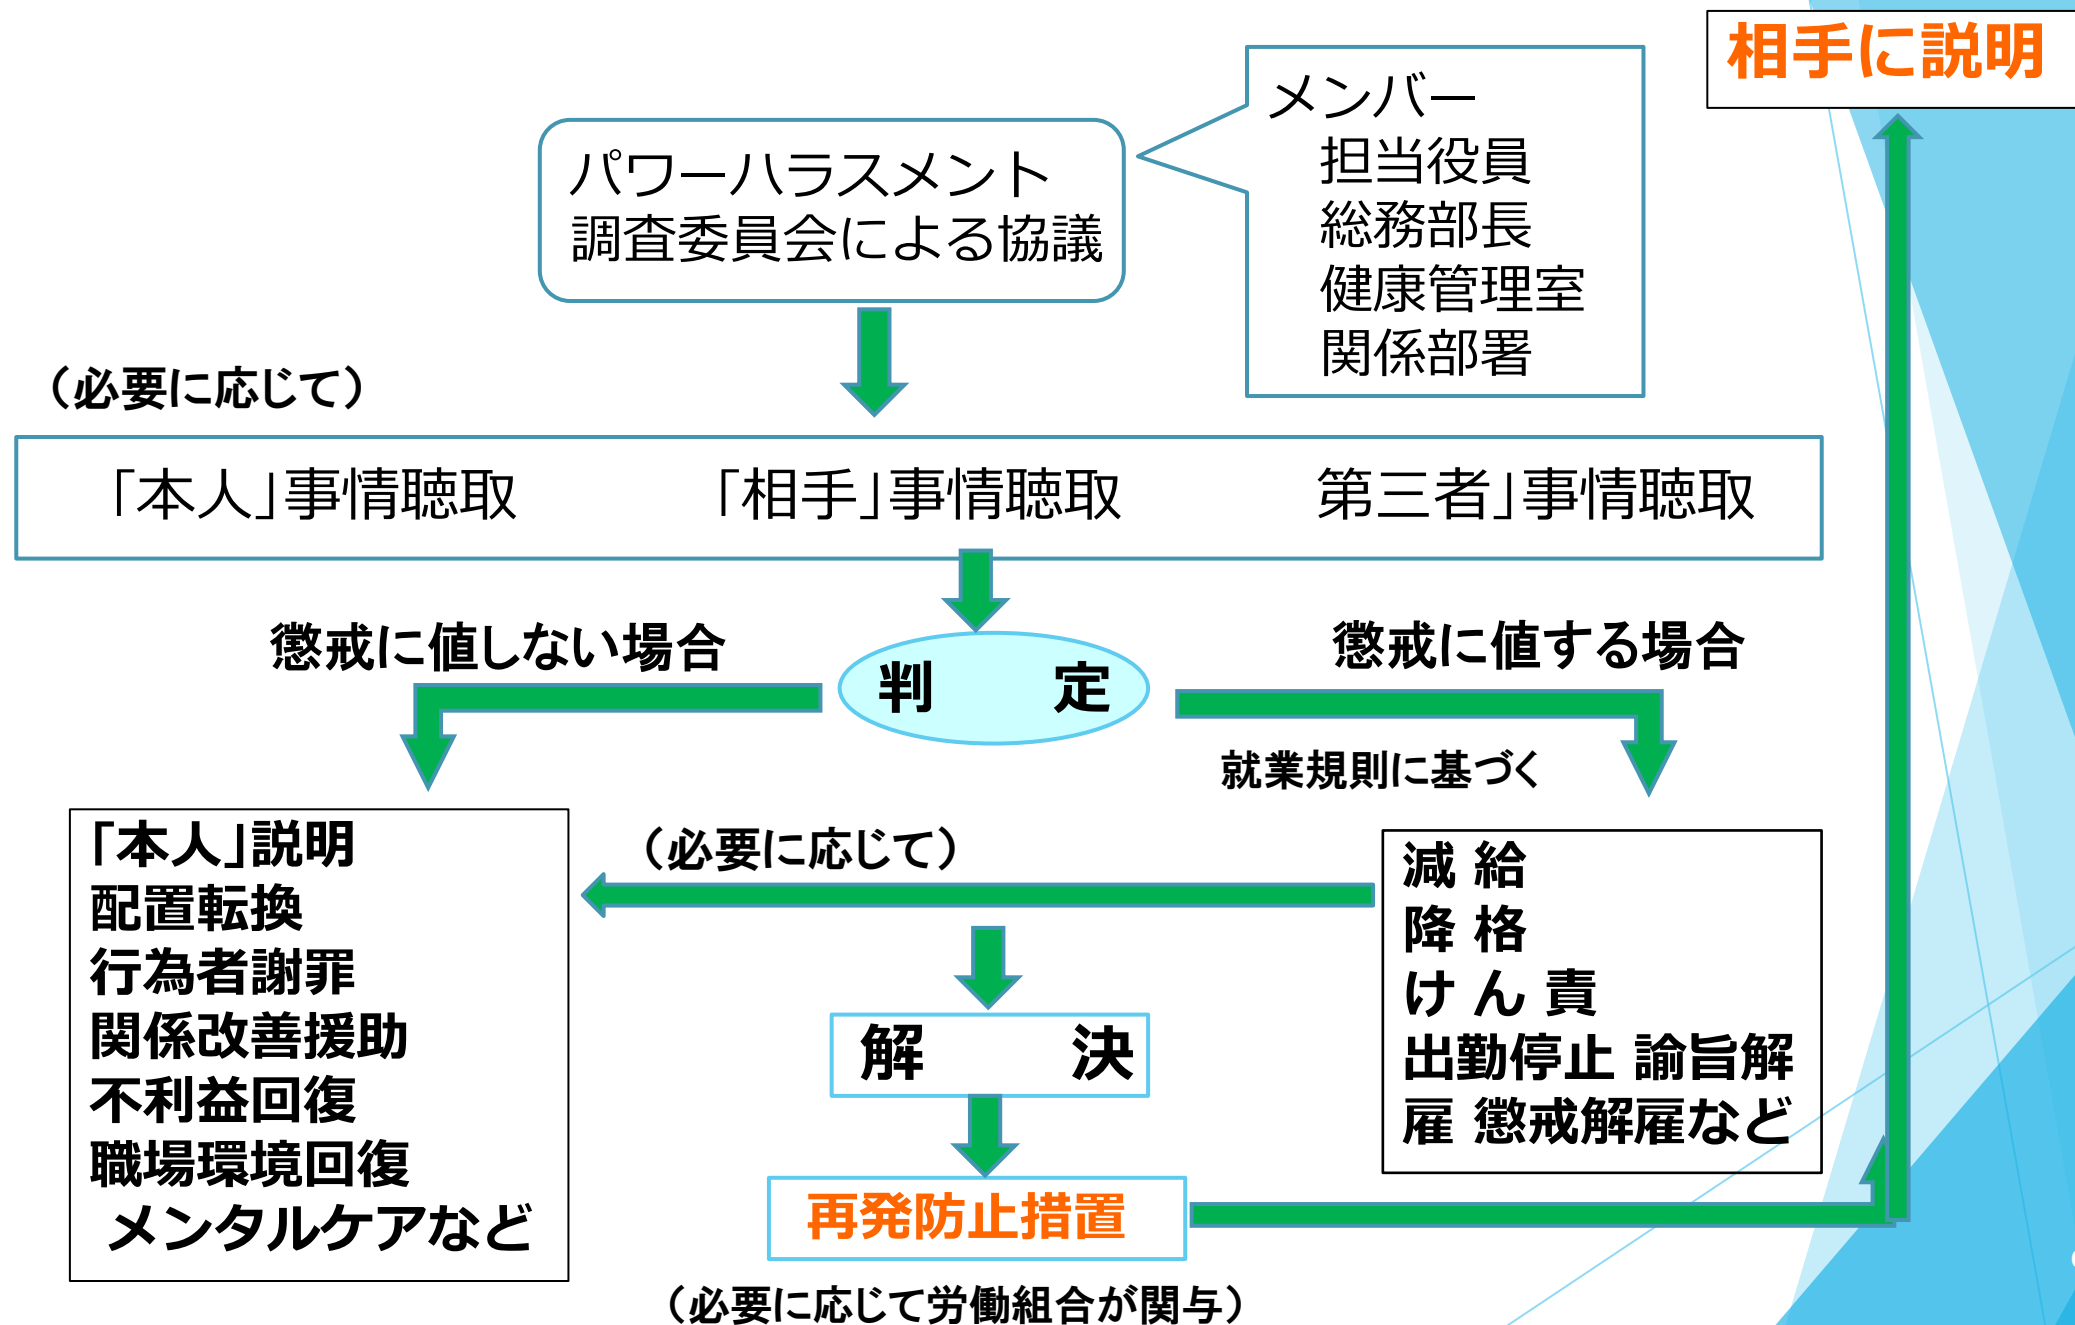 相手に説明
パワーハラスメント
調査委員会による協議
メンバー
担当役員
総務部長
健康管理室
関係部署
（必要に応じて）
「本人」事情聴取　「相手」事情聴取　第三者」事情聴取
懲戒に値しない場合
判　定
懲戒に値する場合
就業規則に基づく
（必要に応じて）
「本人」説明
配置転換
行為者謝罪
関係改善援助
不利益回復
職場環境回復
メンタルケアなど
減 給
降 格
け ん 責
出勤停止 諭旨解
雇 懲戒解雇など
解　決
再発防止措置
（必要に応じて労働組合が関与）